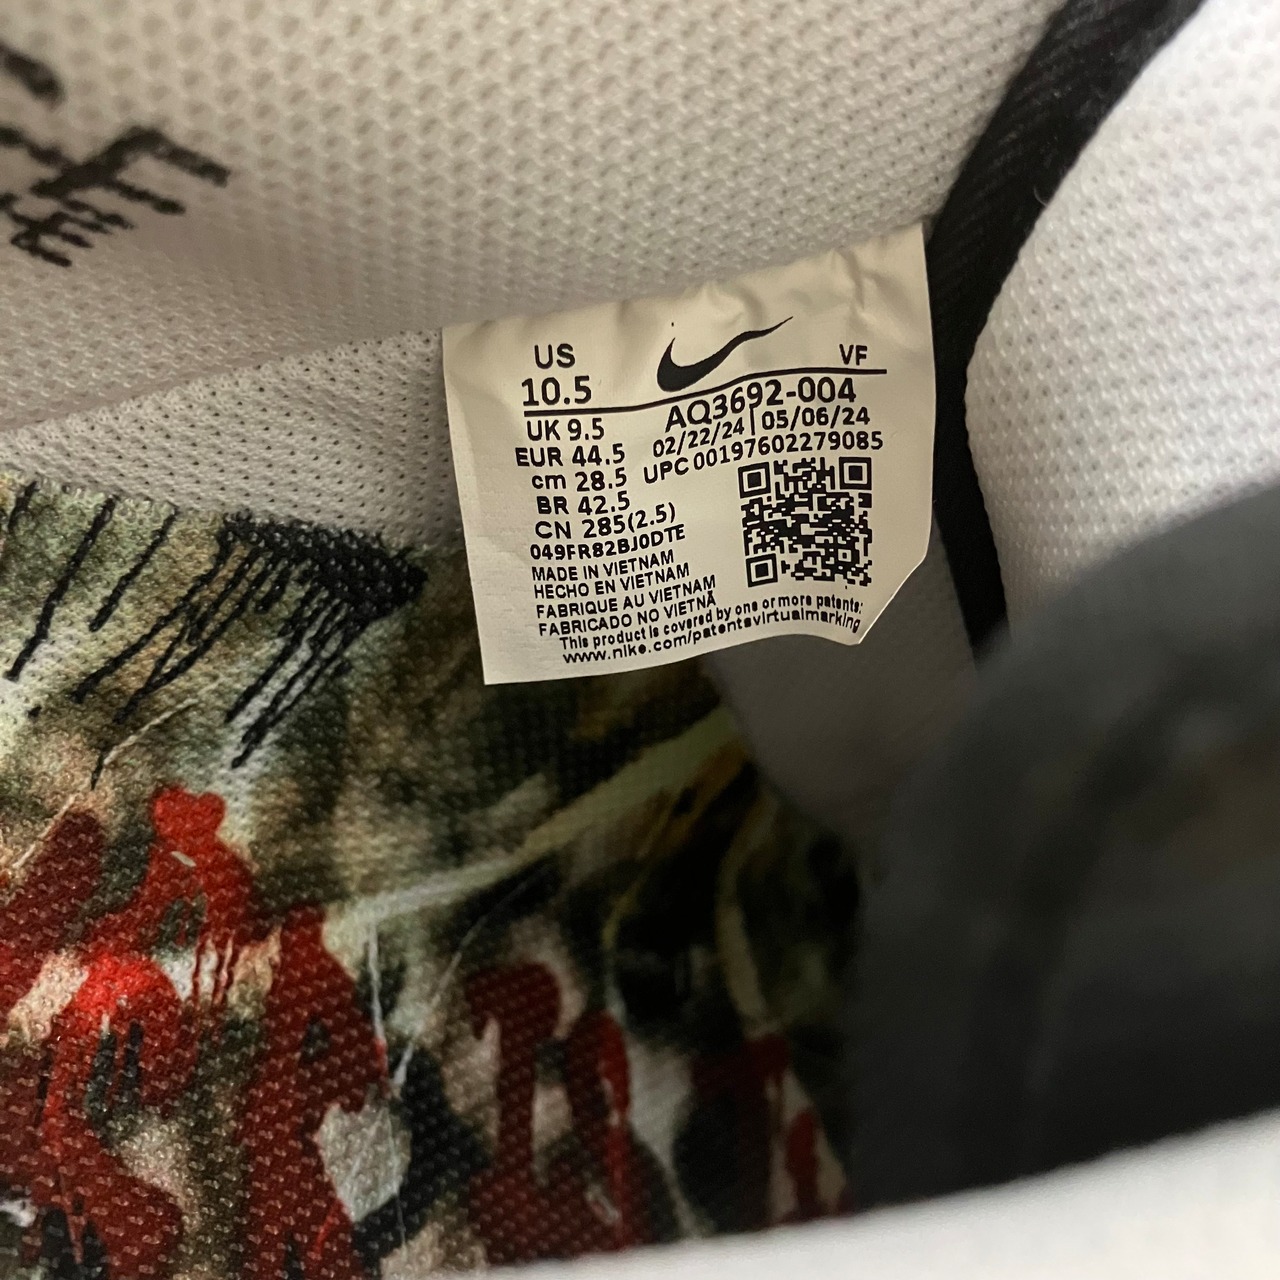 US
10.5
VF
AQ3692-004
UK 9.5
02/22/24 | 05/06/24
EUR 44.5
UPC 00197602279085
cm 28.5
BR 42.5
CN 285(2.5)
049FR82BJ0DTE
MADE IN VIETNAM
HECHO EN VIETNAM
FABRIQUE AU VIETNAM
FABRICADO NO VIETNÃ
This product is covered by one or more patents:
www.nike.com/patentsvirtualmarking